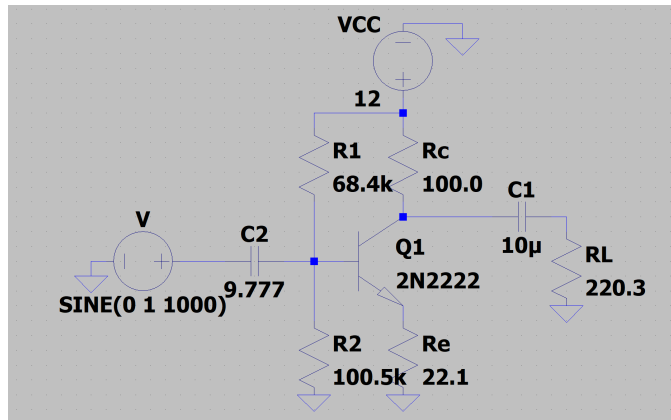 VCC
12
R1
68.4k
Rc
100.0
C1
10µ
V
C2
9.777
Q1
2N2222
RL
220.3
SINE(0 1 1000)
R2
100.5k
Re
22.1